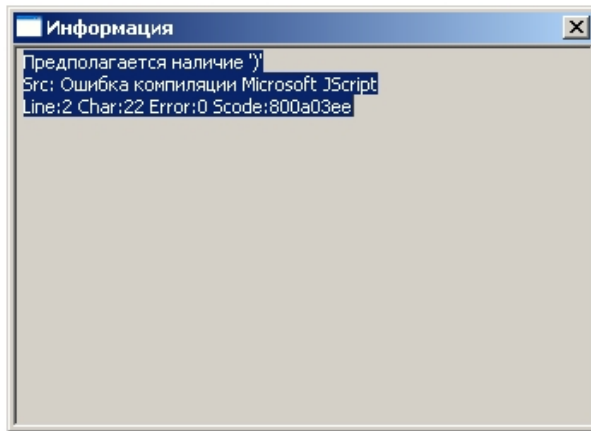 Информация
Предполагается наличие ')'
Src: Ошибка компиляции Microsoft JScript
Line:2 Char:22 Error:0 Scode:800a03ee